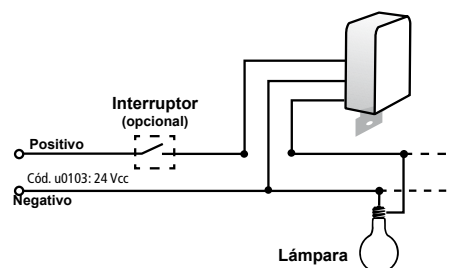 Interruptor
(opcional)
Positivo
Cód. u0103: 24 Vcc
Negativo
Lámpara